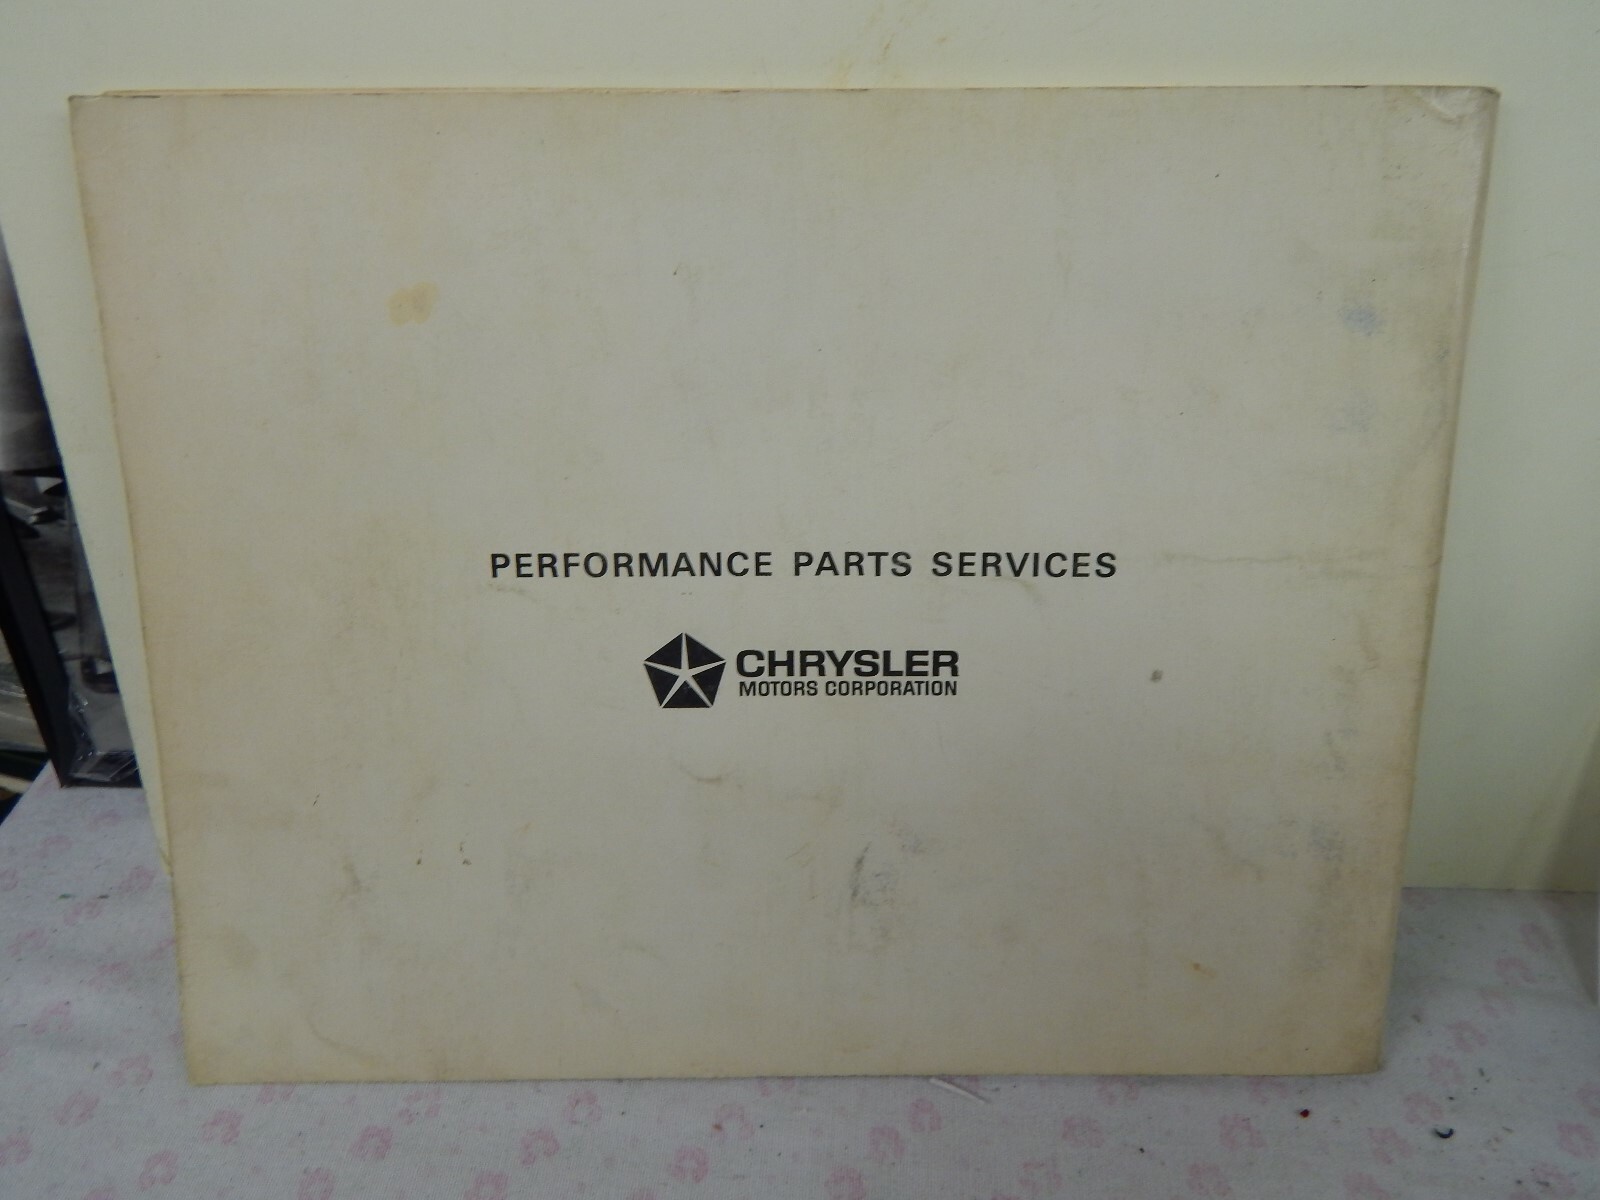 PERFORMANCE PARTS SERVICES
CHRYSLER
MOTORS CORPORATION